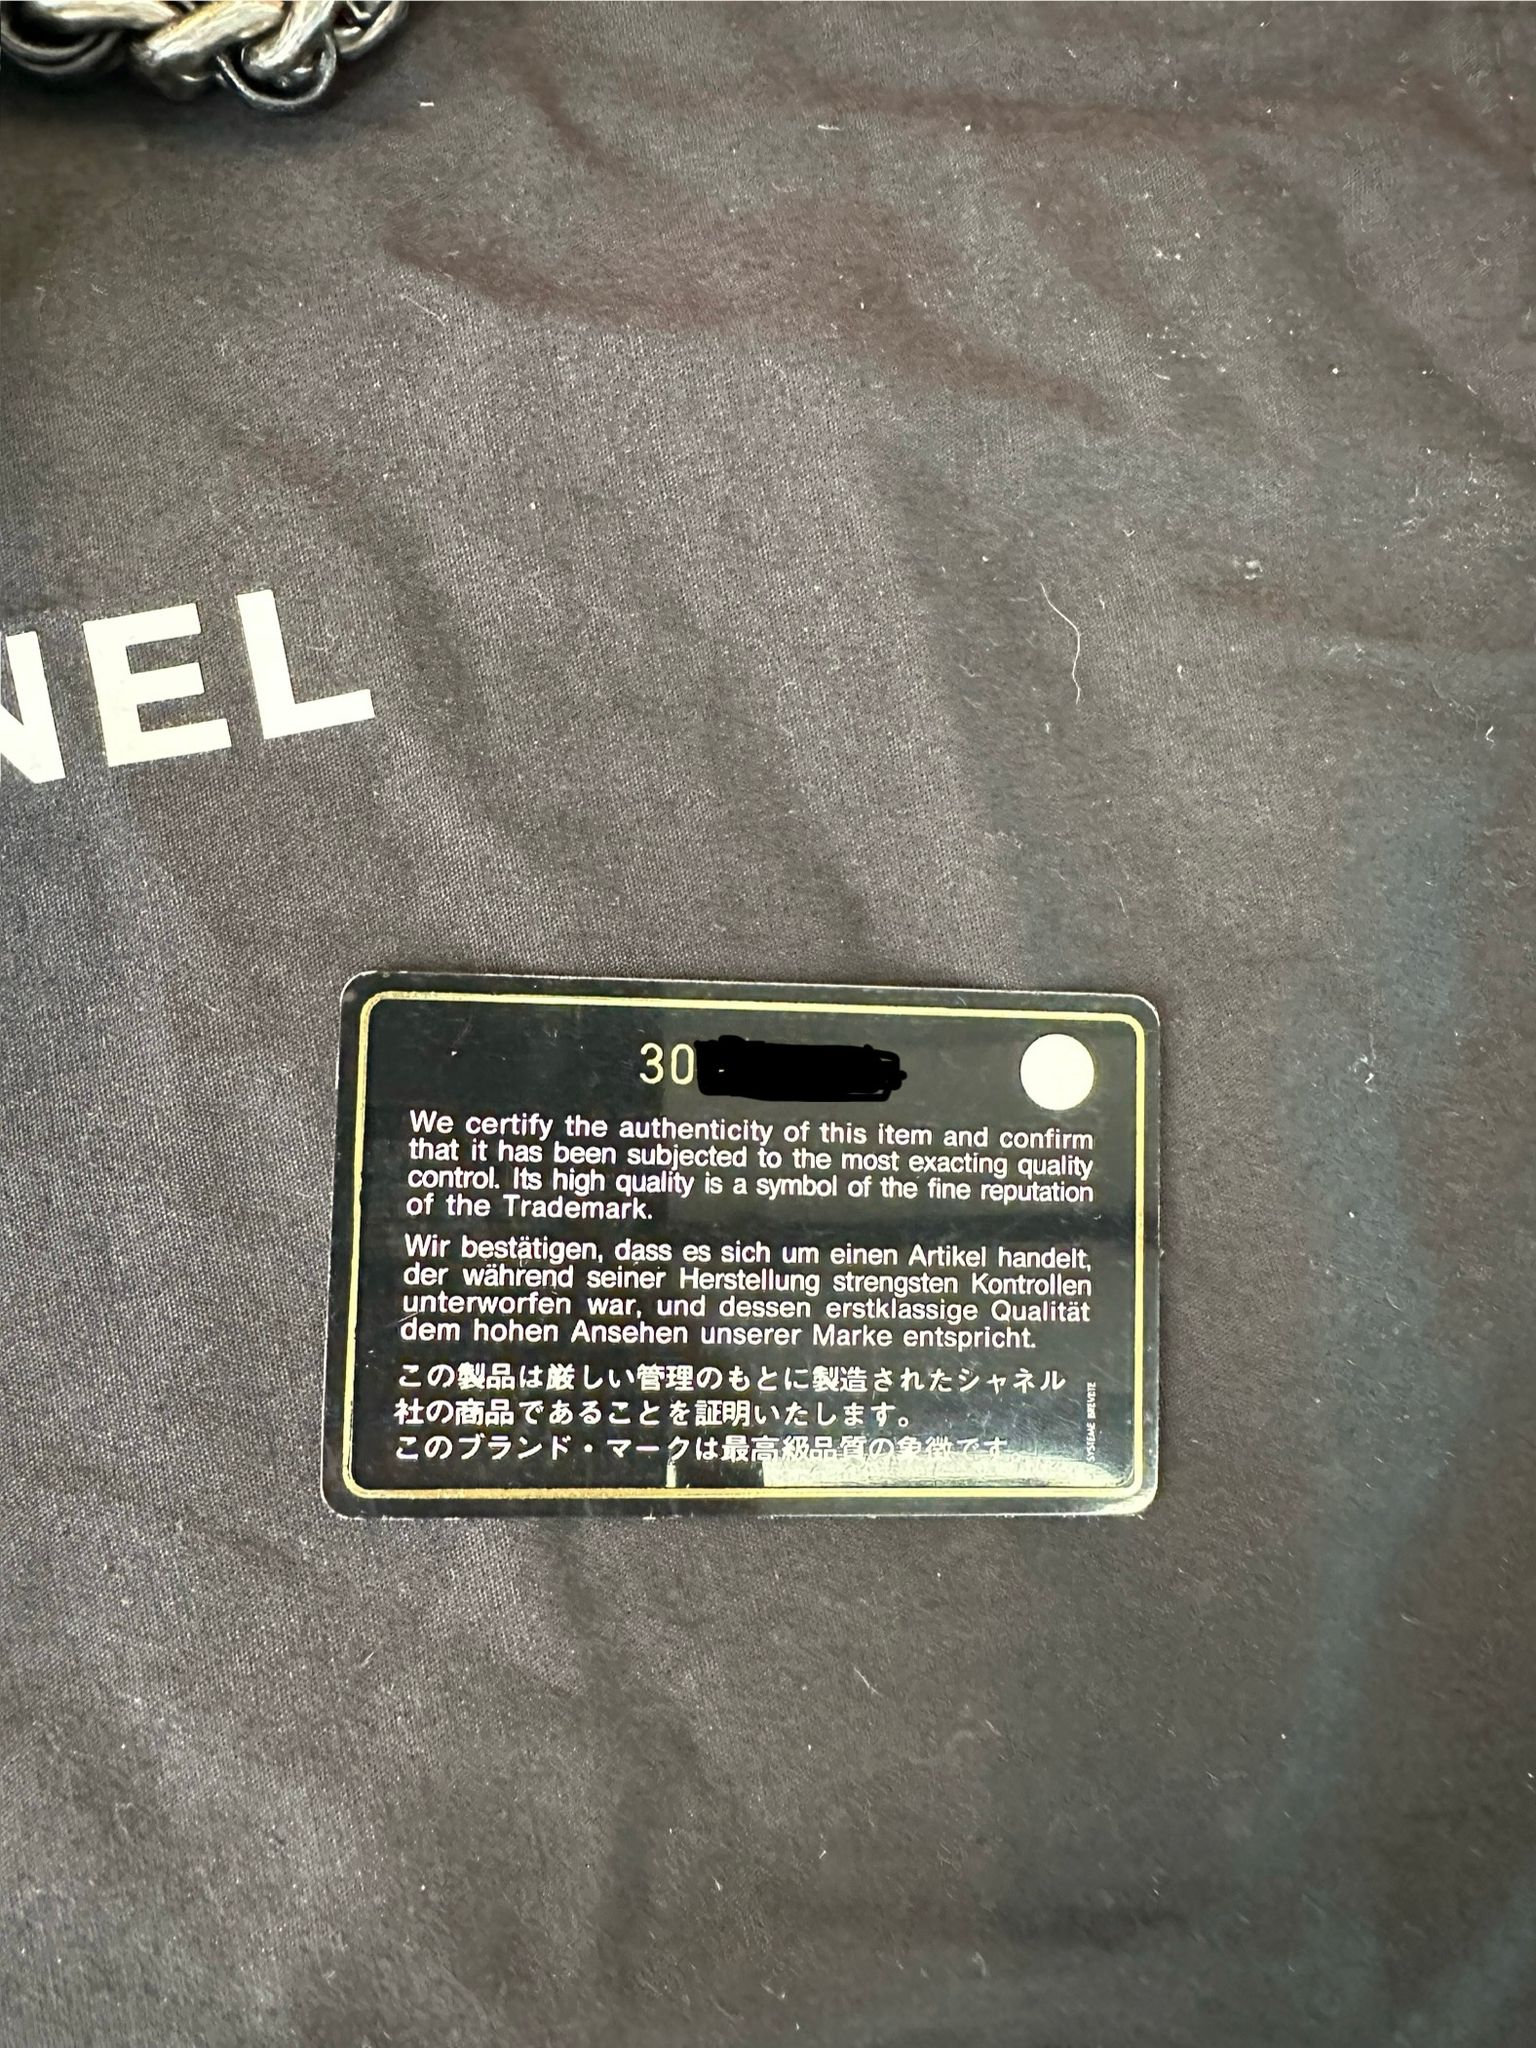 NEL
30
We certify the authenticity of this item and confirm
that it has been subjected to the most exacting quality
control. Its high quality is a symbol of the fine reputation
of the Trademark.
Wir bestätigen, dass es sich um einen Artikel handelt,
der während seiner Herstellung strengsten Kontrollen
unterworfen war, und dessen erstklassige Qualität
dem hohen Ansehen unserer Marke entspricht.
この製品は厳しい管理のもとに製造されたシャネル
社の商品であることを証明いたします。
このブランド・マークは最高級品質の象徴です
SYSTEME BREVETE